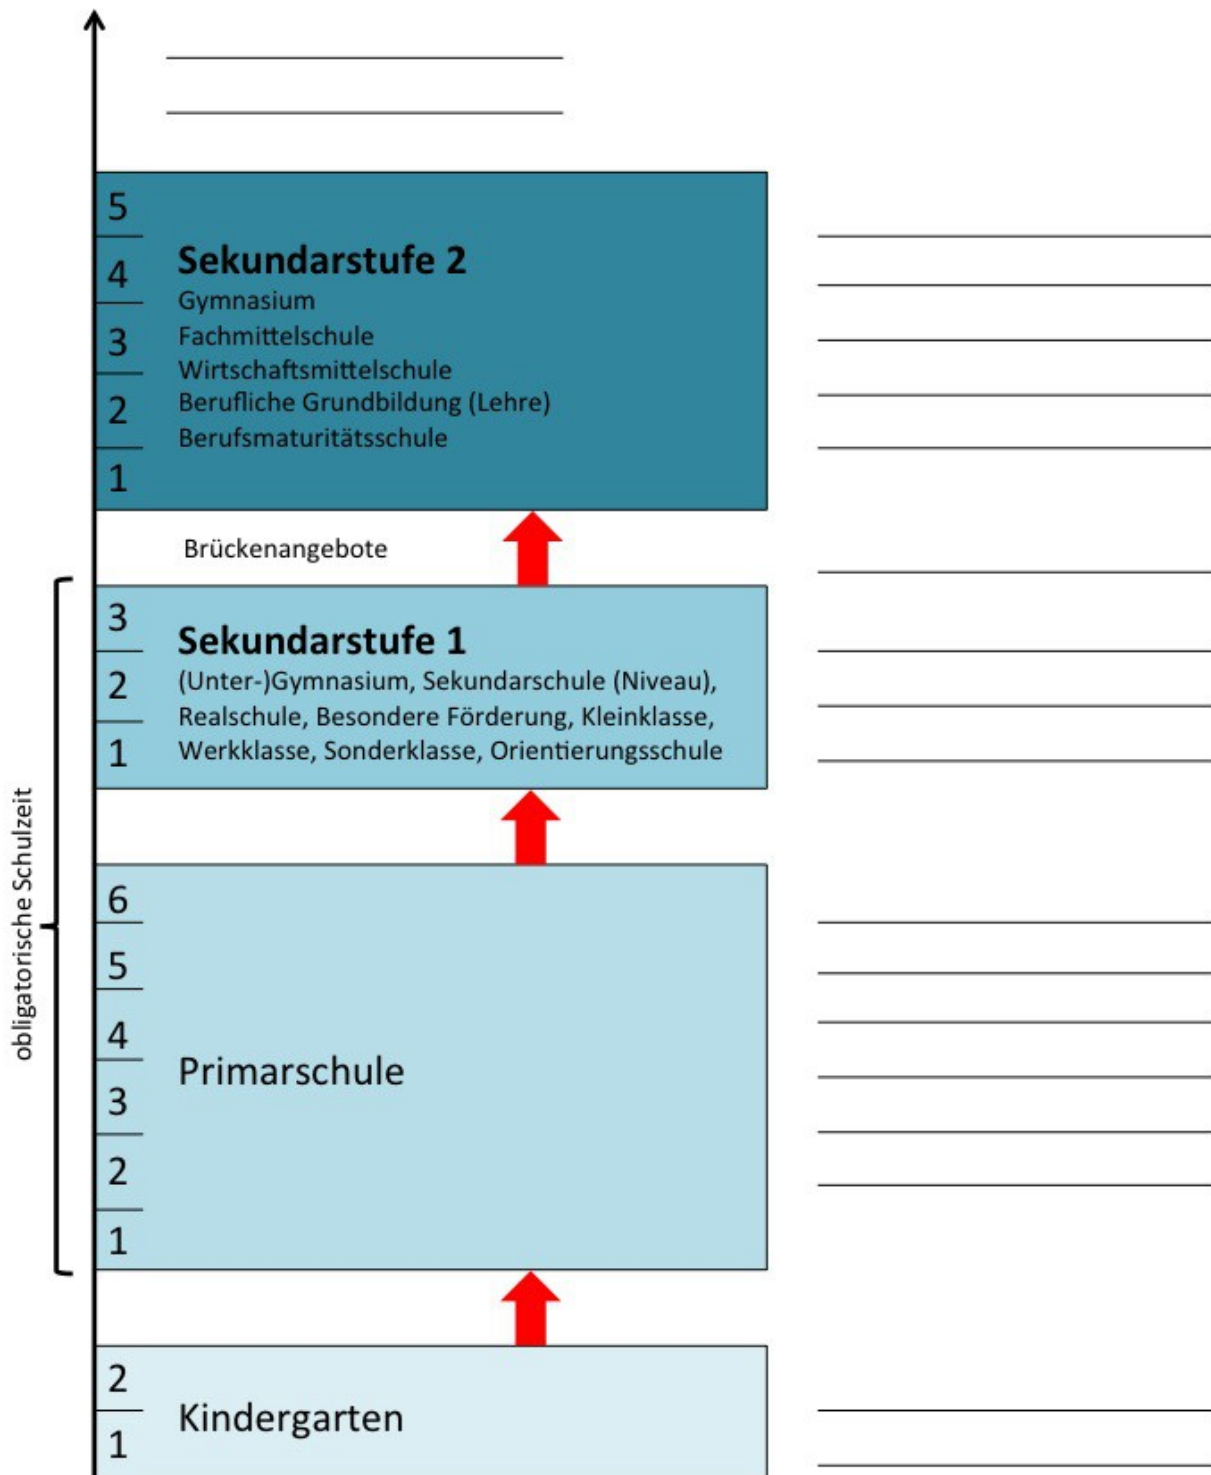 5
4
3
2
1
Sekundarstufe 2
Gymnasium
Fachmittelschule
Wirtschaftsmittelschule
Berufliche Grundbildung (Lehre)
Berufsmaturitätsschule
Brückenangebote
3
2
1
Sekundarstufe 1
(Unter-)Gymnasium, Sekundarschule (Niveau),
Realschule, Besondere Förderung, Kleinklasse,
Werkklasse, Sonderklasse, Orientierungsschule
obligatorische Schulzeit
6
5
4
3
2
1
Primarschule
2
1
Kindergarten